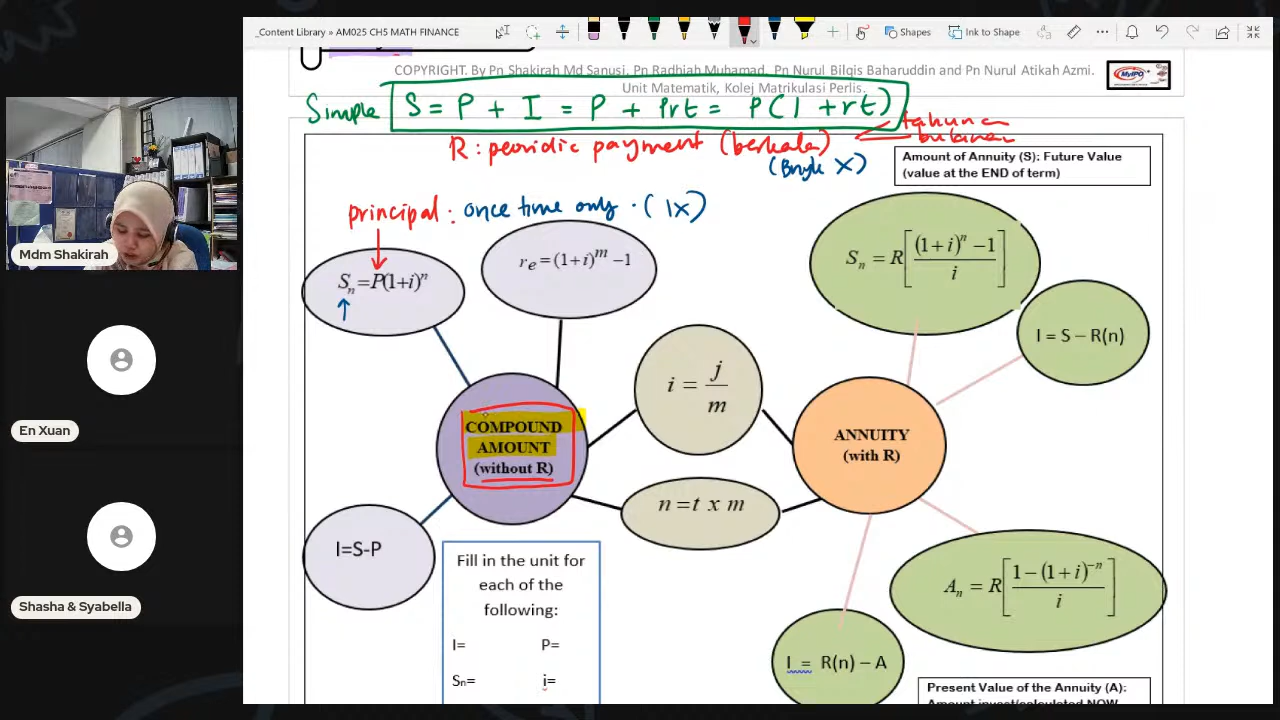 _Content Library » AM025 CH5 MATH FINANCE
Shapes
Ink to Shape
COPYRIGHT. By Pn Shakirah Md Sanusi, Pn Radhiah Muhamad, Pn Nurul Bilqis Baharuddin and Pn Nurul Atikah Azmi.
Unit Matematik, Kolej Matrikulasi Perlis.
MyIPO
Simple S = P + I = P + Prt = P(1 + rt)
R: peoridic payment (berkala)
tahunan
bulanan
(Bnyk X)
principal: once time only. (1X)
Amount of Annuity (S): Future Value
(value at the END of term)
Sₙ=P(1+i)ⁿ
rₑ=(1+i)ᵐ −1
Sₙ = R[((1+i)ⁿ −1)/i]
I = S − R(n)
i = j/m
COMPOUND
AMOUNT
(without R)
ANNUITY
(with R)
n=t x m
I=S-P
Aₙ = R[(1−(1+i)⁻ⁿ)/i]
I = R(n) − A
Fill in the unit for
each of the
following:
I= P=
Sₙ= i=
Present Value of the Annuity (A):
Mdm Shakirah
En Xuan
Shasha & Syabella